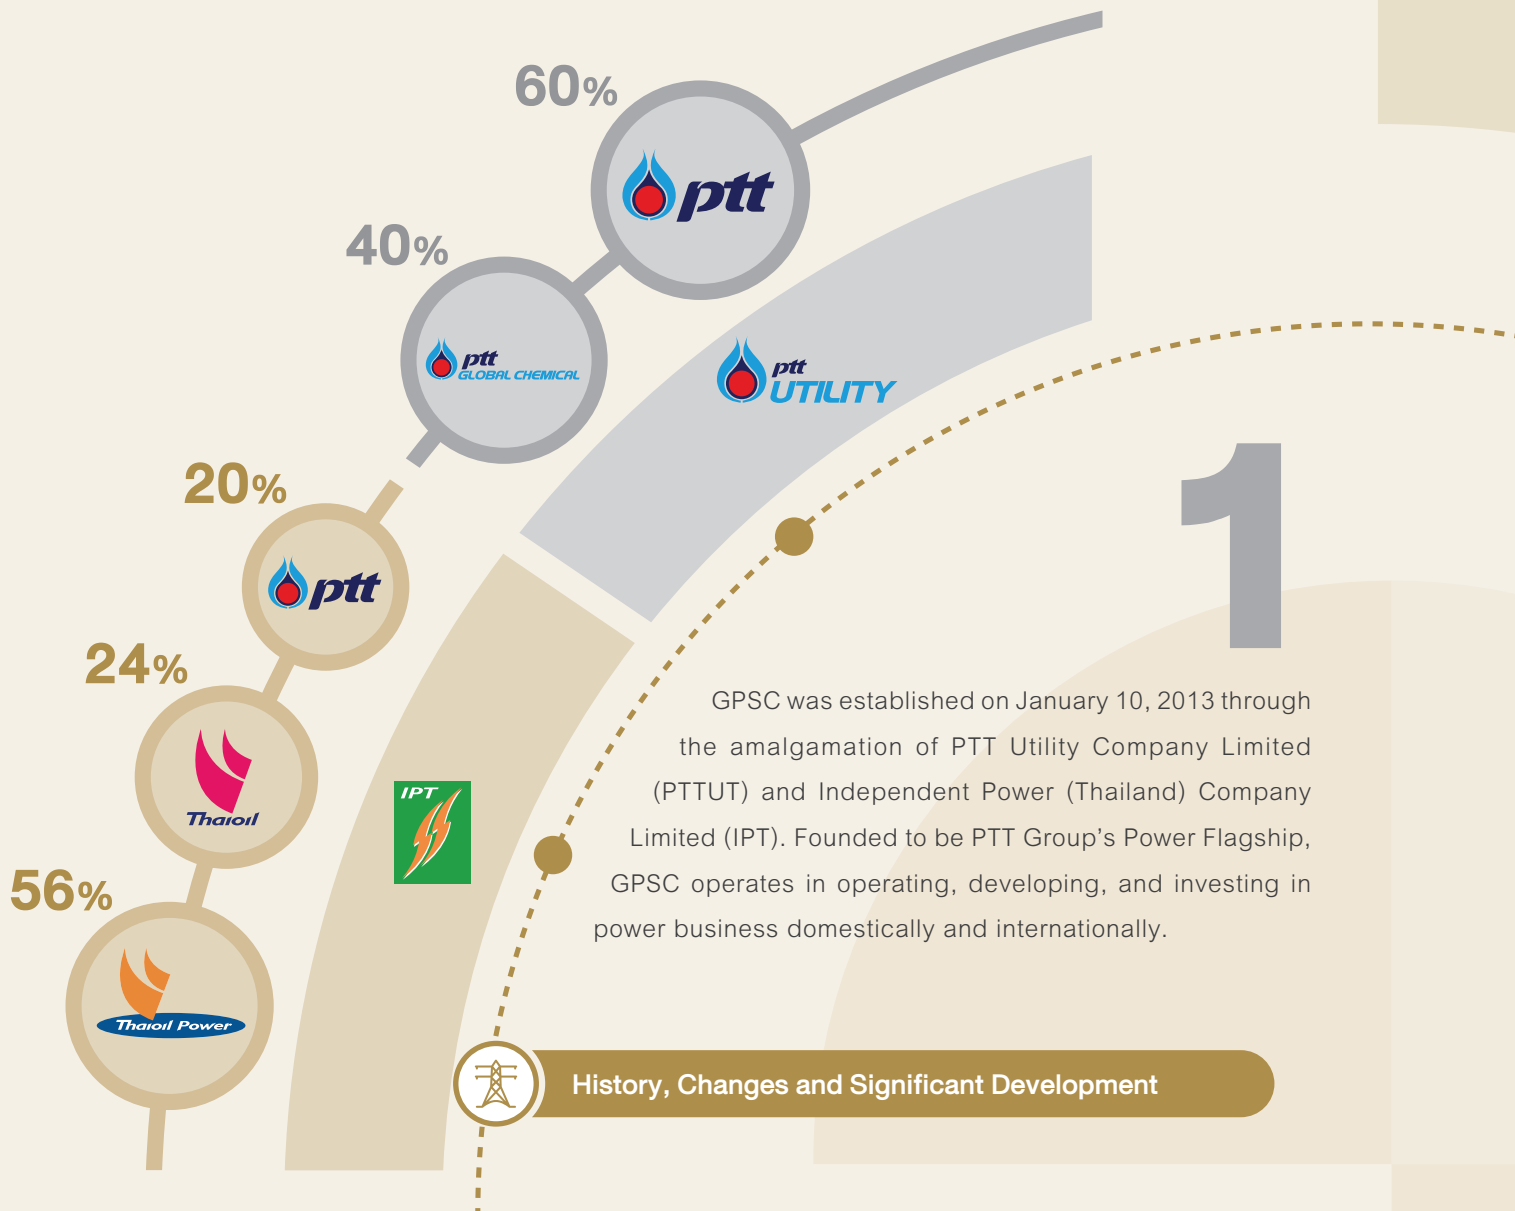 60%
ptt
40%
ptt
GLOBAL CHEMICAL
ptt
UTILITY
20%
ptt
24%
Thaioil
56%
Thaioil Power
IPT
1
GPSC was established on January 10, 2013 through
the amalgamation of PTT Utility Company Limited
(PTTUT) and Independent Power (Thailand) Company
Limited (IPT). Founded to be PTT Group’s Power Flagship,
GPSC operates in operating, developing, and investing in
power business domestically and internationally.
History, Changes and Significant Development